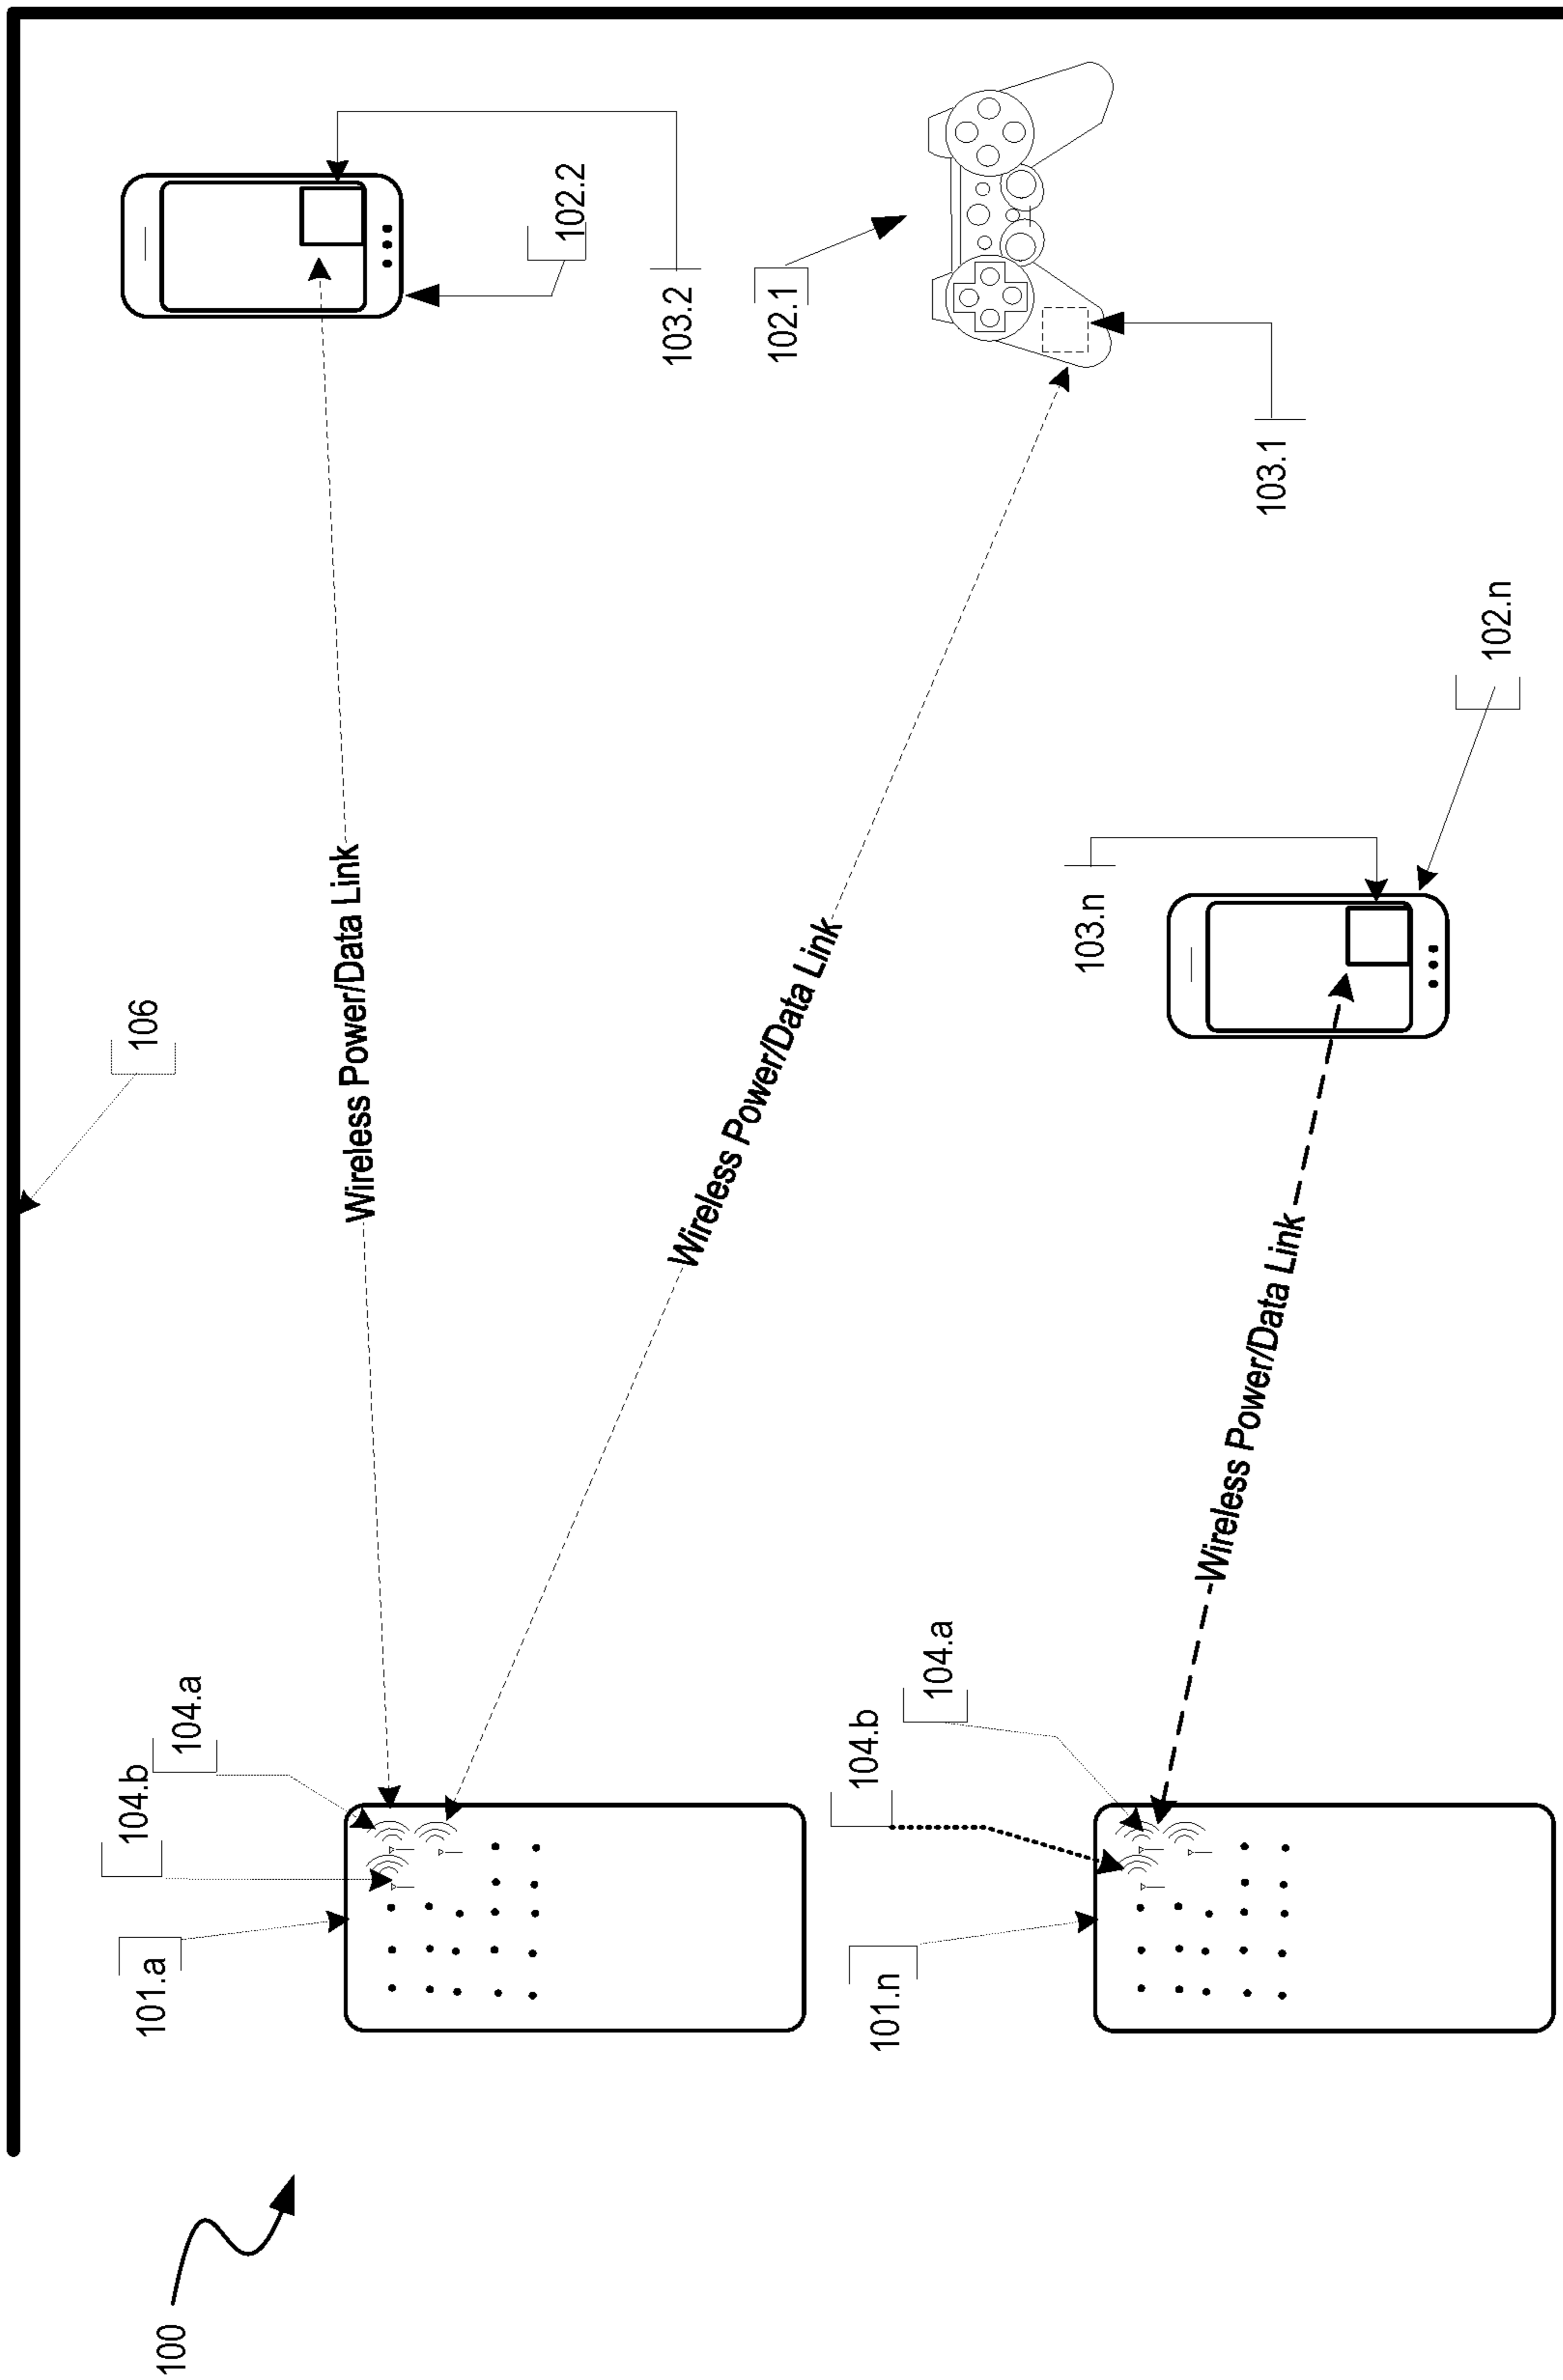 100
106
101.a
104.b
104.a
Wireless Power/Data Link
102.2
103.2
Wireless Power/Data Link
102.1
103.1
101.n
104.b
104.a
Wireless Power/Data Link
103.n
102.n